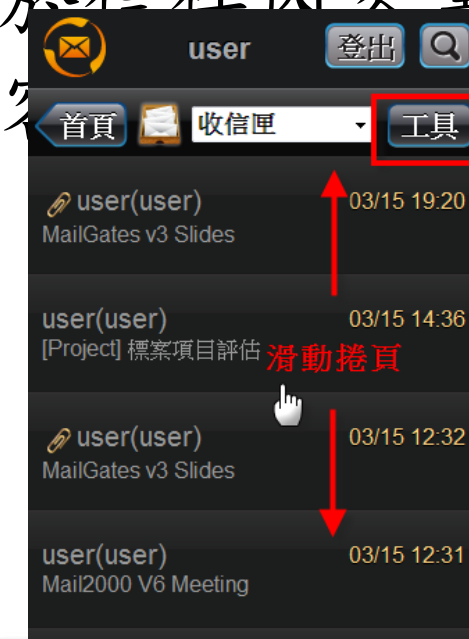 user
登出
首頁
收信匣
工具
user(user)
03/15 19:20
MailGates v3 Slides
user(user)
03/15 14:36
[Project] 標案項目評估
滑動捲頁
user(user)
03/15 12:32
MailGates v3 Slides
user(user)
03/15 12:31
Mail2000 V6 Meeting